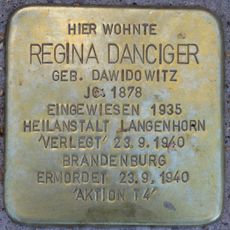 HIER WOHNTE
REGINA DANCIGER
GEB. DAWIDOWITZ
JG. 1878
EINGEWIESEN 1935
HEILANSTALT LANGENHORN
'VERLEGT' 23.9.1940
BRANDENBURG
ERMORDET 23.9.1940
'AKTION T4'